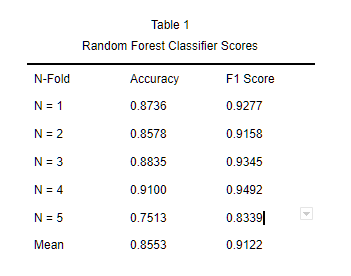 Table 1
Random Forest Classifier Scores
N-Fold Accuracy F1 Score
N = 1 0.8736 0.9277
N = 2 0.8578 0.9158
N = 3 0.8835 0.9345
N = 4 0.9100 0.9492
N = 5 0.7513 0.8339
Mean 0.8553 0.9122